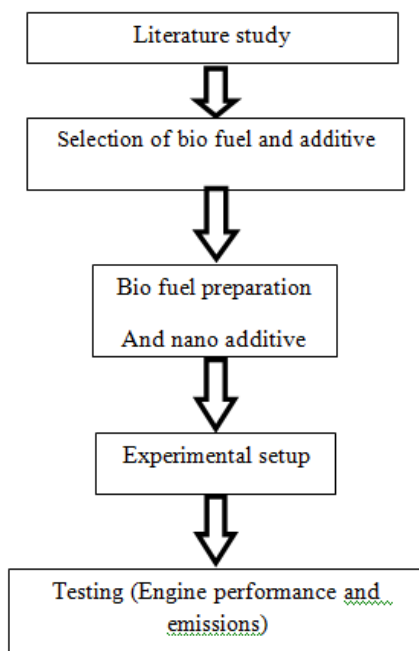 Literature study
Selection of bio fuel and additive
Bio fuel preparation
And nano additive
Experimental setup
Testing (Engine performance and
emissions)